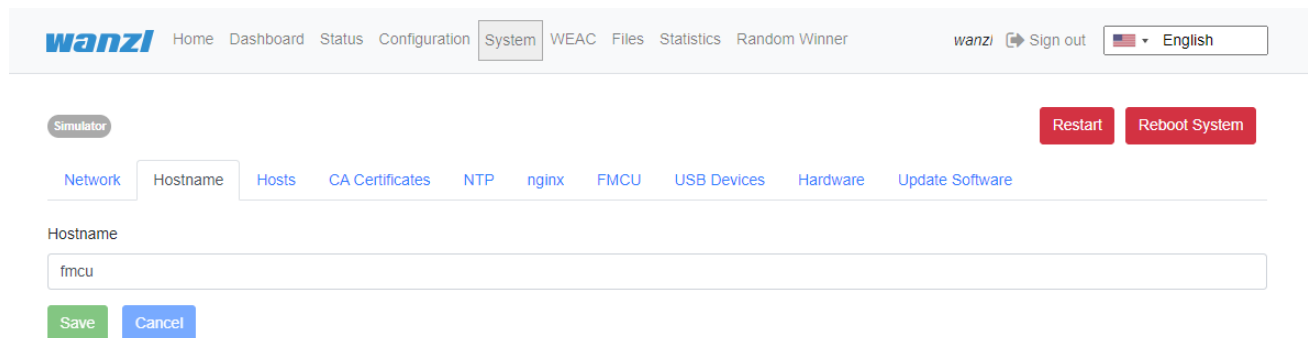 wanzl Home Dashboard Status Configuration System WEAC Files Statistics Random Winner wanzl Sign out English
Simulator Restart Reboot System
Network Hostname Hosts CA Certificates NTP nginx FMCU USB Devices Hardware Update Software
Hostname
fmcu
Save Cancel